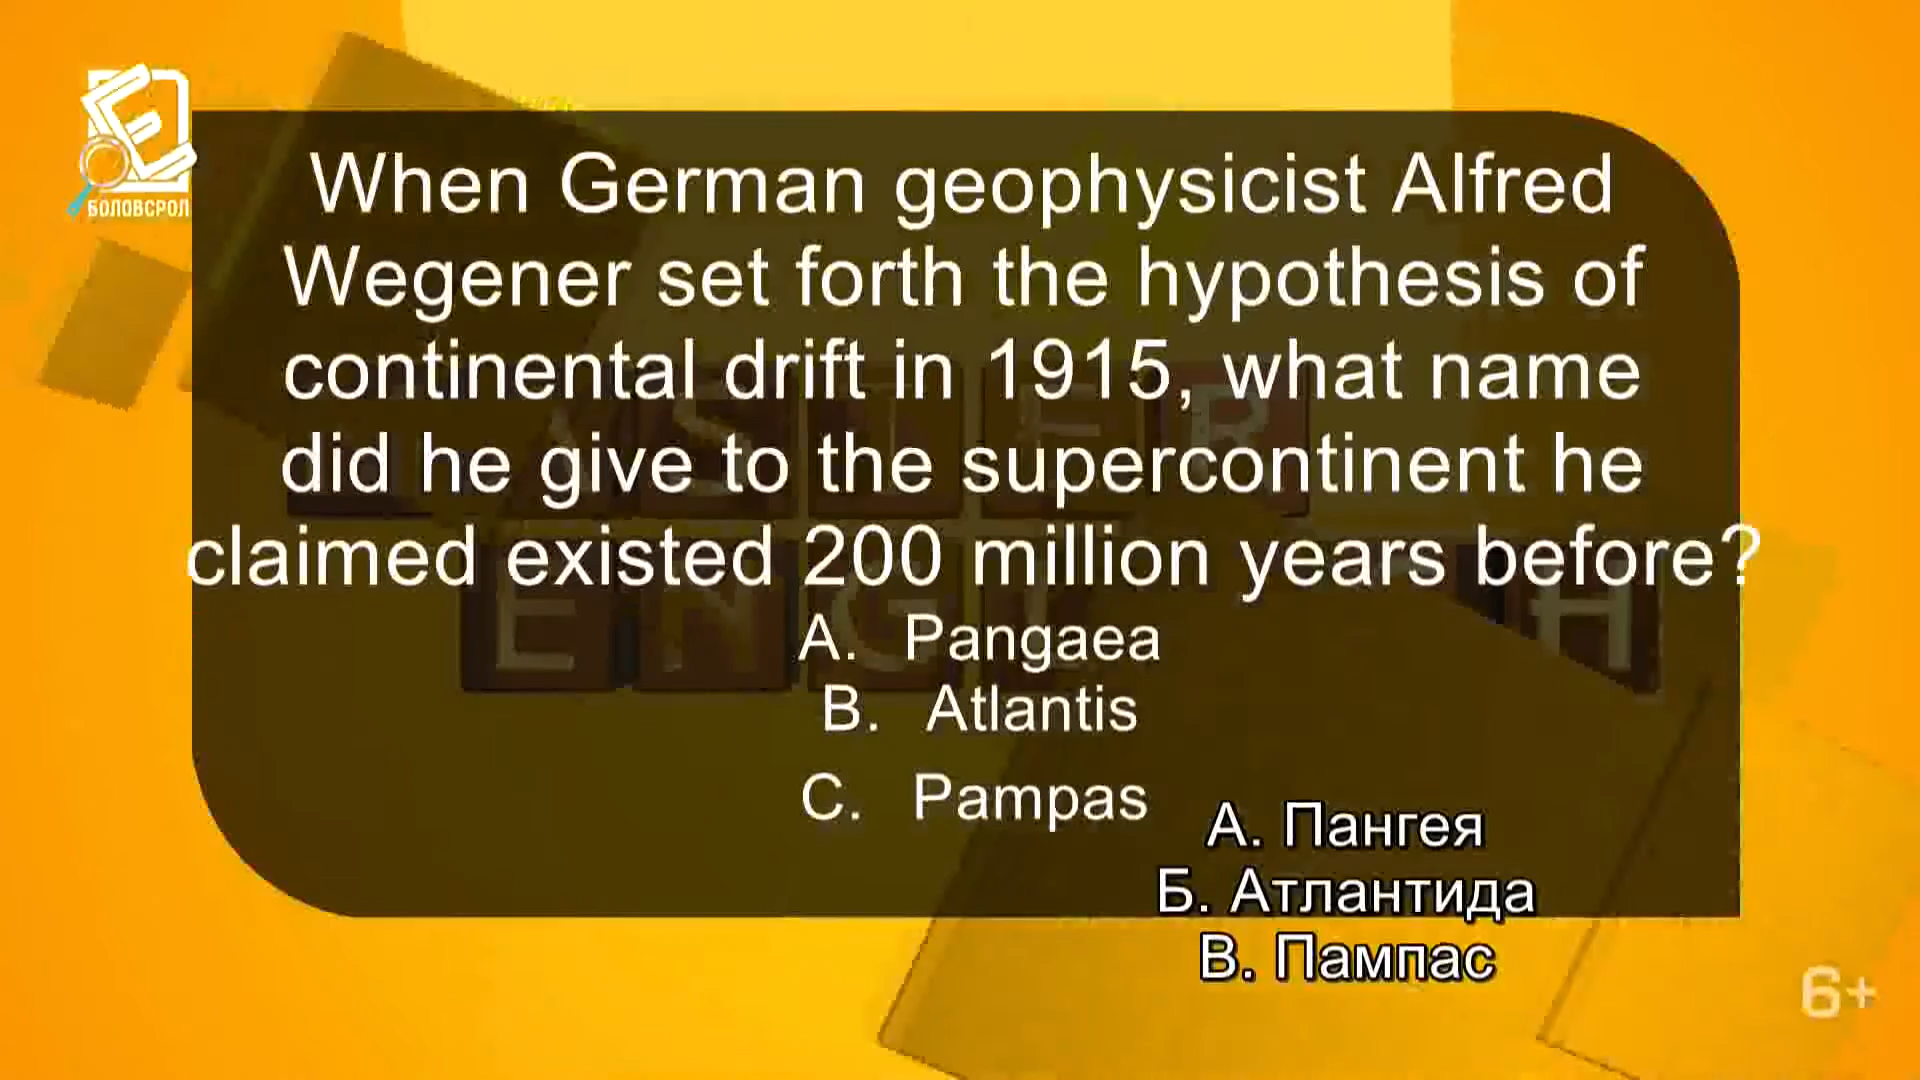 БОЛОВСРОЛ
When German geophysicist Alfred
Wegener set forth the hypothesis of
continental drift in 1915, what name
did he give to the supercontinent he
claimed existed 200 million years before?
A. Pangaea
B. Atlantis
C. Pampas
А. Пангея
Б. Атлантида
В. Пампас
6+